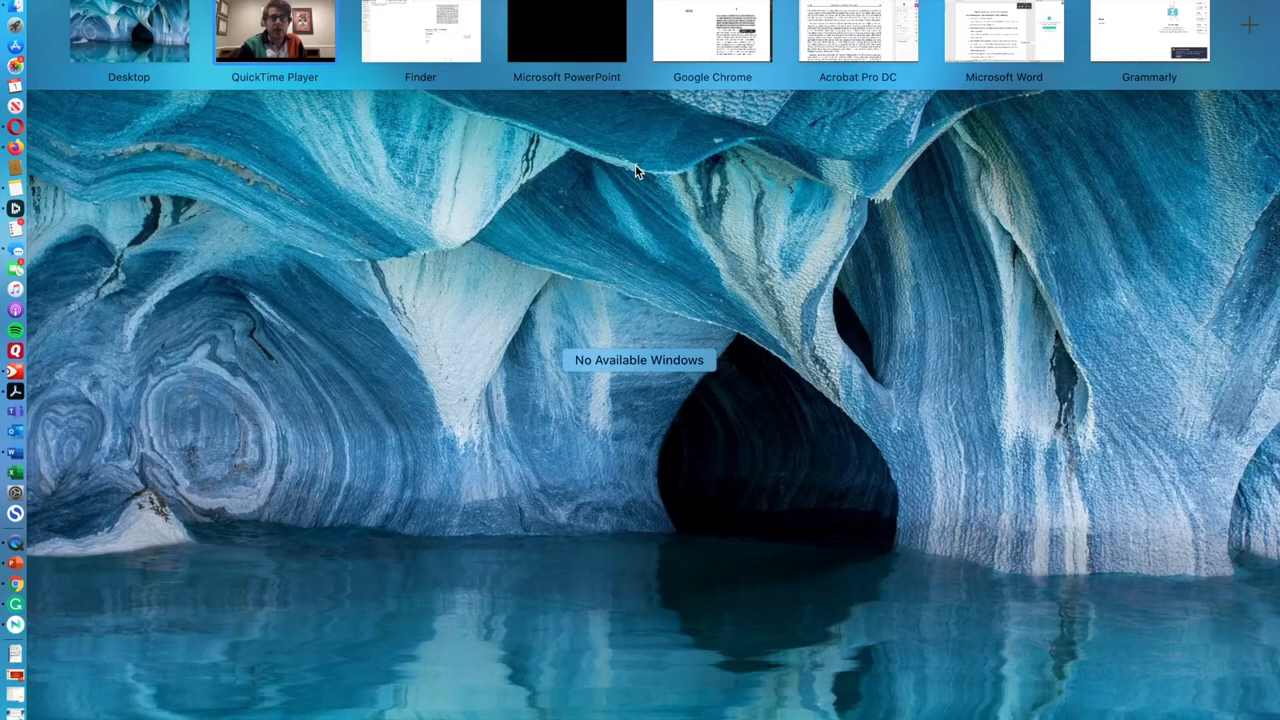 Desktop
QuickTime Player
Finder
Microsoft PowerPoint
Google Chrome
Acrobat Pro DC
Microsoft Word
Grammarly
No Available Windows